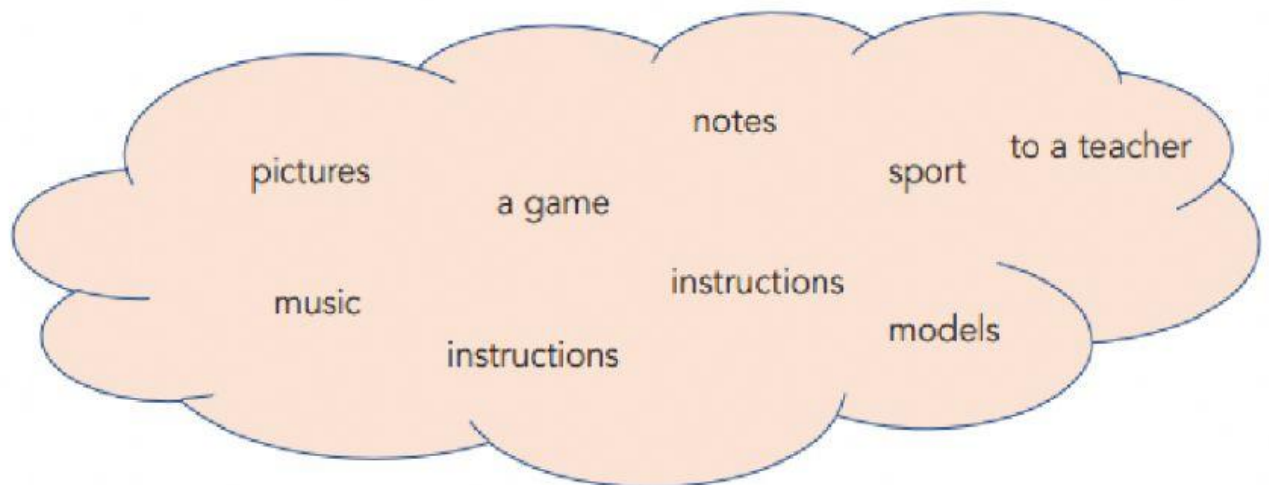 notes
to a teacher
pictures
sport
a game
instructions
music
models
instructions